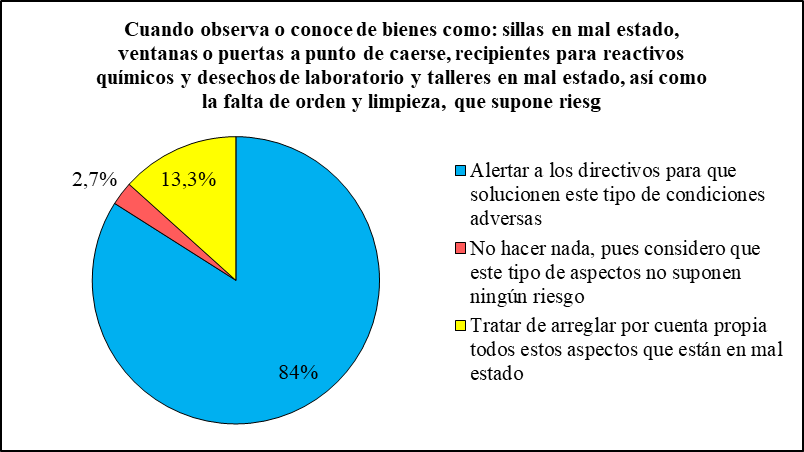 Cuando observa o conoce de bienes como: sillas en mal estado,
ventanas o puertas a punto de caerse, recipientes para reactivos
químicos y desechos de laboratorio y talleres en mal estado, así como
la falta de orden y limpieza, que supone riesg
2,7%
13,3%
84%
Alertar a los directivos para que
solucionen este tipo de condiciones
adversas
No hacer nada, pues considero que
este tipo de aspectos no suponen
ningún riesgo
Tratar de arreglar por cuenta propia
todos estos aspectos que están en mal
estado